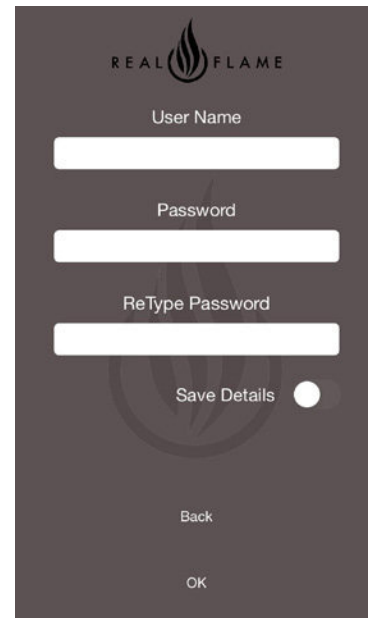 REAL FLAME
User Name
Password
ReType Password
Save Details
Back
OK